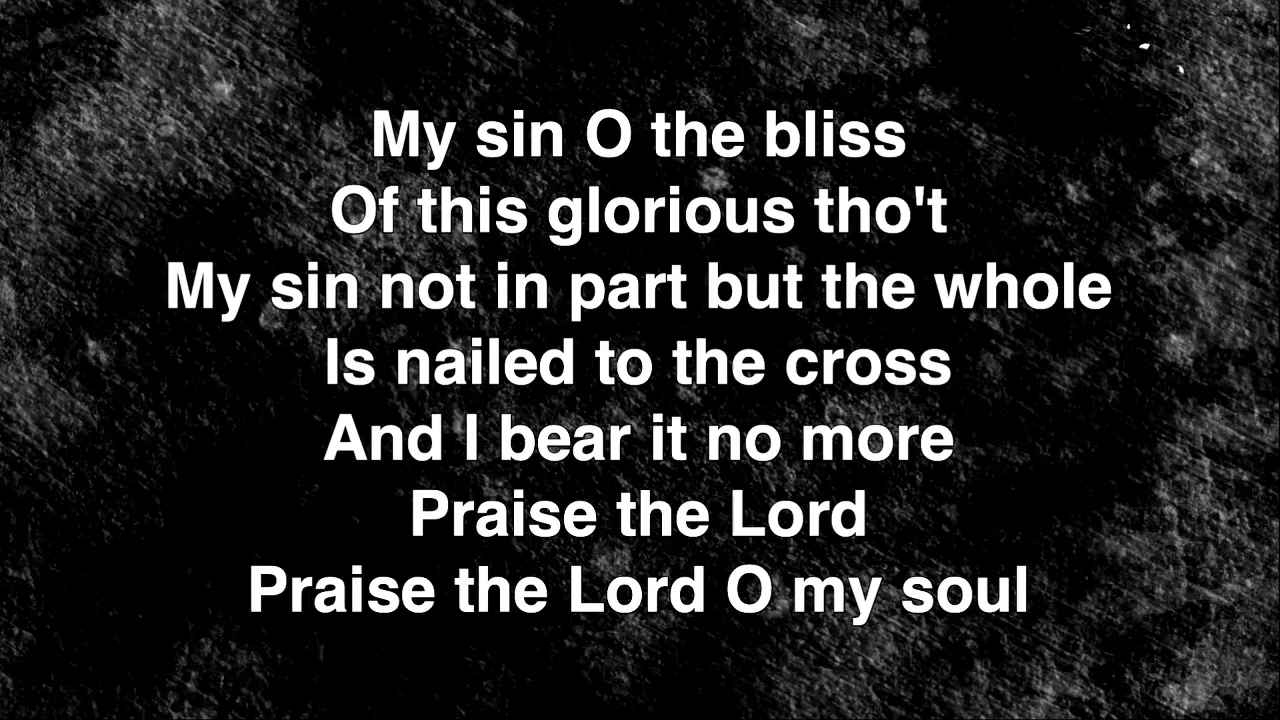 My sin O the bliss
Of this glorious tho't
My sin not in part but the whole
Is nailed to the cross
And I bear it no more
Praise the Lord
Praise the Lord O my soul